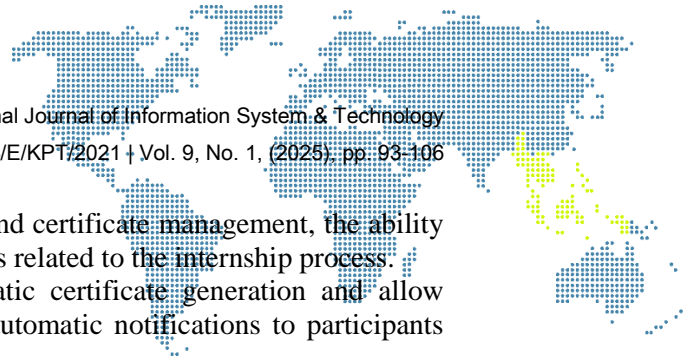 nal Journal of Information System & Technology
/E/KPT/2021 | Vol. 9, No. 1, (2025), pp. 93-106
nd certificate management, the ability
s related to the internship process.
atic certificate generation and allow
utomatic notifications to participants